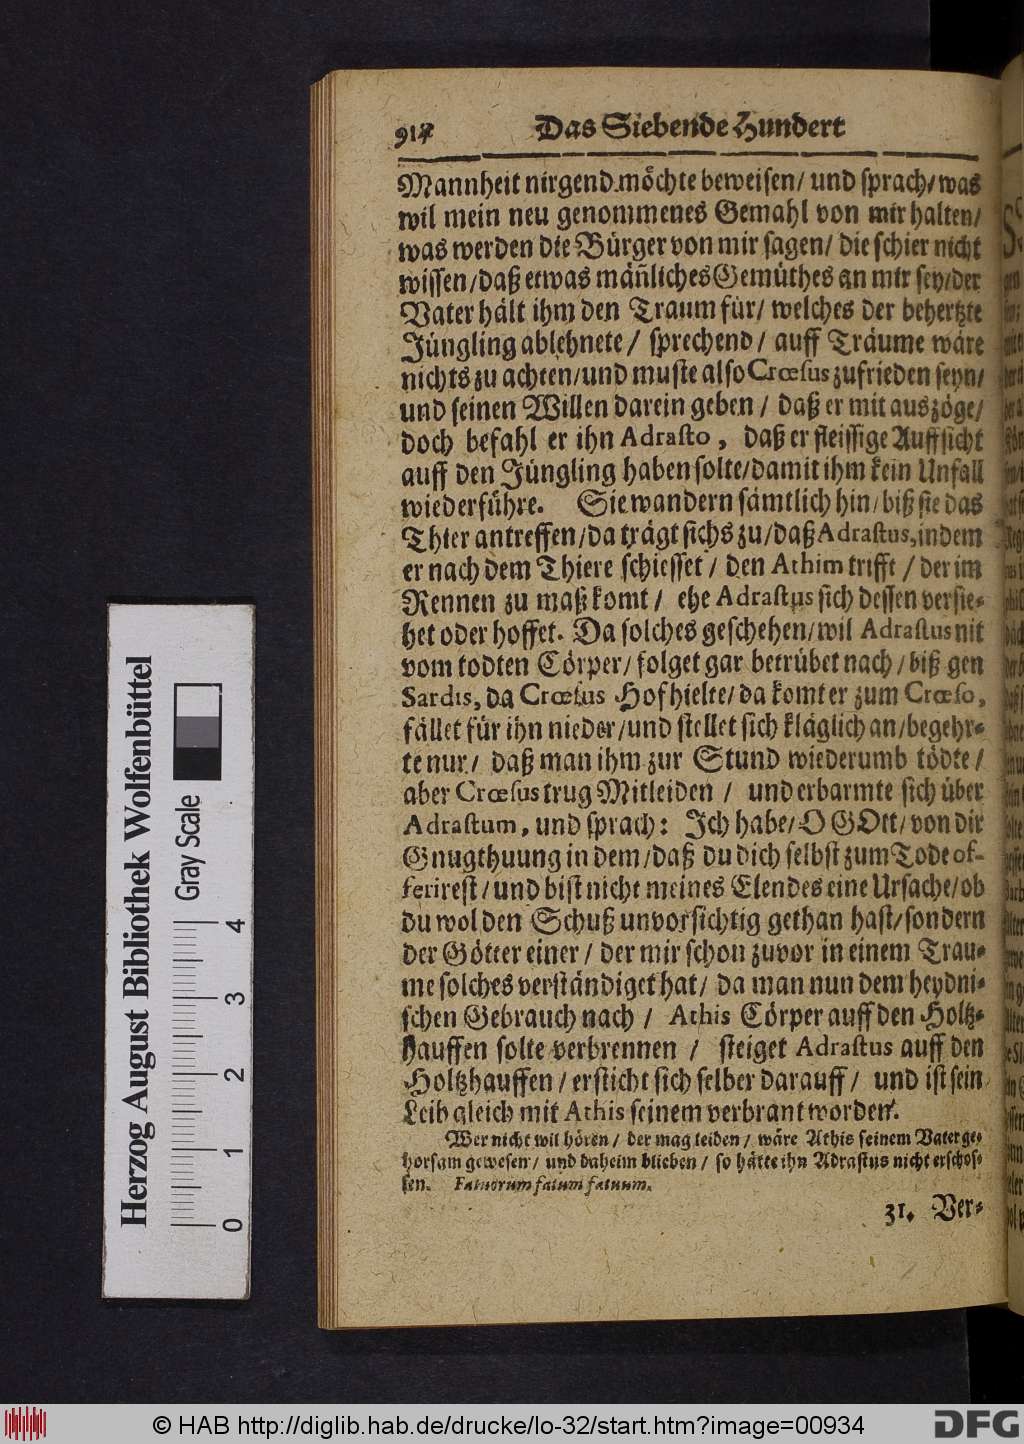 914 Das Siebende Hundert
Mannheit nirgend möchte beweisen/ und sprach/ was
wil mein neu genommenes Gemahl von mir halten/
was werden die Bürger von mir sagen/ die schier nicht
wissen/ daß etwas mäñliches Gemüthes an mir sey/ der
Vater hält ihm den Traum für/ welches der behertzte
Jüngling ablehnete/ sprechend/ auff Träume wäre
nichts zu achten/ und muste also Crœsus zufrieden seyn/
und seinen Willen darein geben/ daß er mit auszöge/
doch befahl er ihn Adrasto, daß er fleissige Auffsicht
auff den Jüngling haben solte/ damit ihm kein Unfall
wiederführe. Sie wandern sämtlich hin/ biß sie das
Thier antreffen/ da trägt sichs zu/ daß Adrastus, indem
er nach dem Thiere schiesset/ den Athim trifft/ der im
Rennen zu maß komt/ ehe Adrastus sich dessen versie-
het oder hoffet. Da solches geschehen/ wil Adrastus nit
vom todten Cörper/ folget gar betrübet nach/ biß gen
Sardis, da Crœsus Hof hielte/ da komt er zum Crœso,
fället für ihn nieder/ und stellet sich kläglich an/ begehr-
te nur/ daß man ihm zur Stund wiederumb tödte/
aber Crœsus trug Mitleiden/ und erbarmte sich über
Adrastum, und sprach: Ich habe/ O GOtt/ von dir
Gnugthuung in dem/ daß du dich selbst zum Tode of-
ferirest/ und bist nicht meines Elendes eine Ursache/ ob
du wol den Schuß unvorsichtig gethan hast/ sondern
der Götter einer/ der mir schon zuvor in einem Trau-
me solches verständiget hat/ da man nun dem heydni-
schen Gebrauch nach/ Athis Cörper auff den Holtz-
hauffen solte verbrennen/ steiget Adrastus auff den
Holtzhauffen/ ersticht sich selber darauff/ und ist sein
Leib gleich mit Athis seinem verbrant worden.
Wer nicht wil hören/ der mag leiden/ wäre Athis seinem Vater ge-
horsam gewesen/ und daheim blieben/ so hätte ihn Adrastus nicht erschos-
sen. Fatuorum fatum fatuum.
31. Ver-
Herzog August Bibliothek Wolfenbüttel
Gray Scale
0 1 2 3 4
© HAB http://diglib.hab.de/drucke/lo-32/start.htm?image=00934
DFG